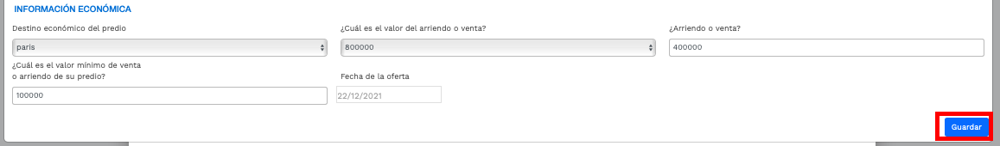 INFORMACIÓN ECONÓMICA
Destino económico del predio
¿Cuál es el valor del arriendo o venta?
¿Arriendo o venta?
paris
800000
400000
¿Cuál es el valor mínimo de venta
o arriendo de su predio?
Fecha de la oferta
100000
22/12/2021
Guardar